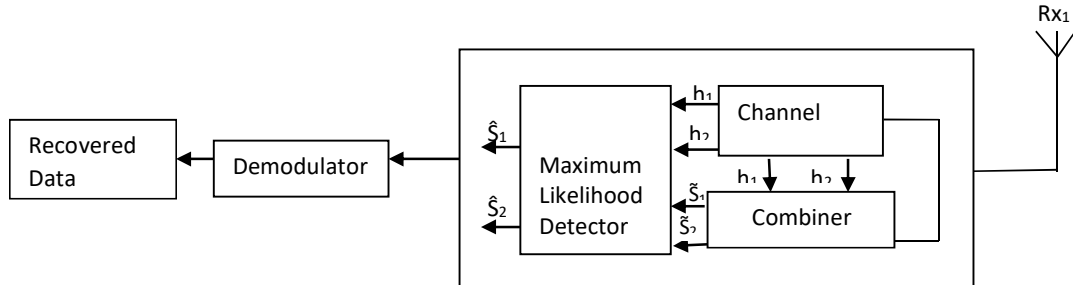 Rx₁
h₁
Channel
Ŝ₁
h₂
Recovered
Data
Demodulator
Maximum
Likelihood
Detector
h₁
h₂
S̃₁
Ŝ₂
Combiner
S̃₂